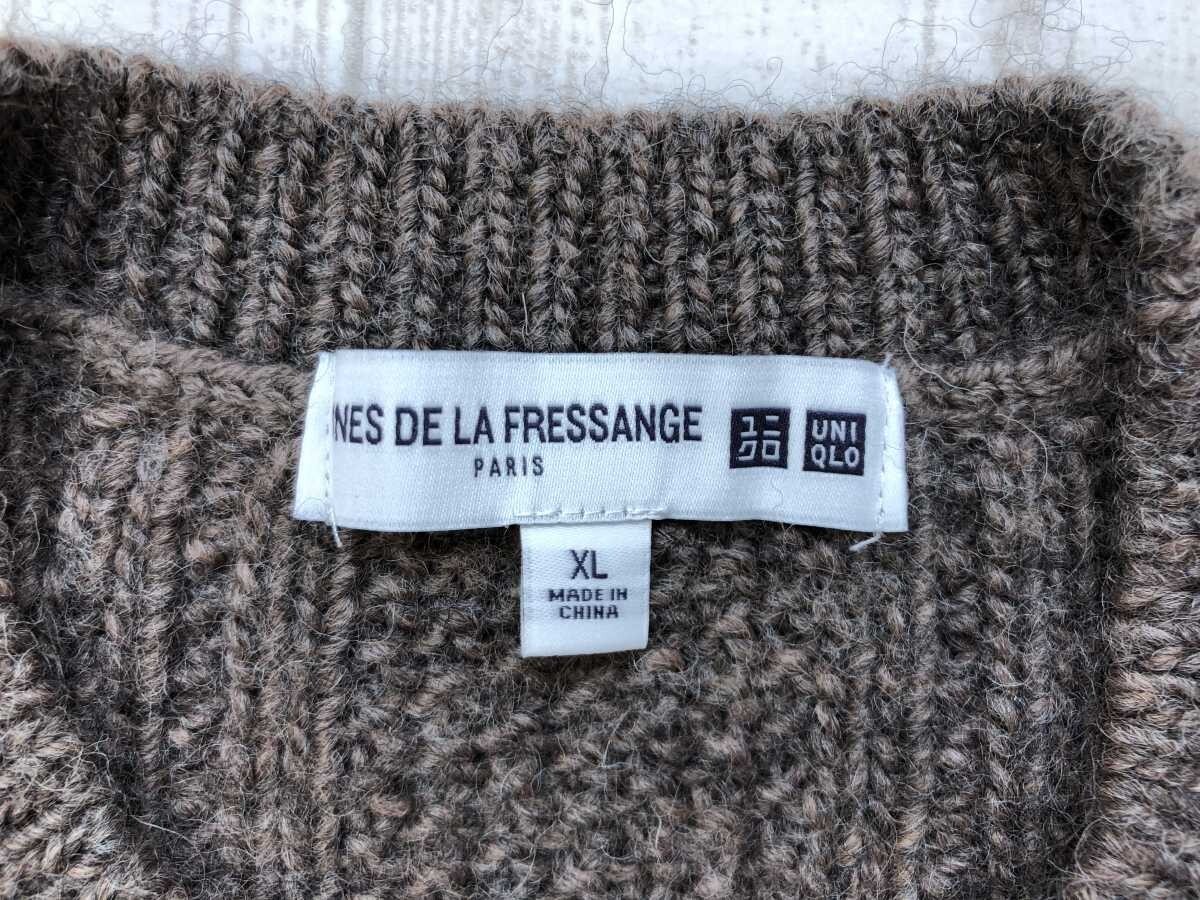 NES DE LA FRESSANGE
PARIS
ユニ
クロ
UNI
QLO
XL
MADE IN
CHINA